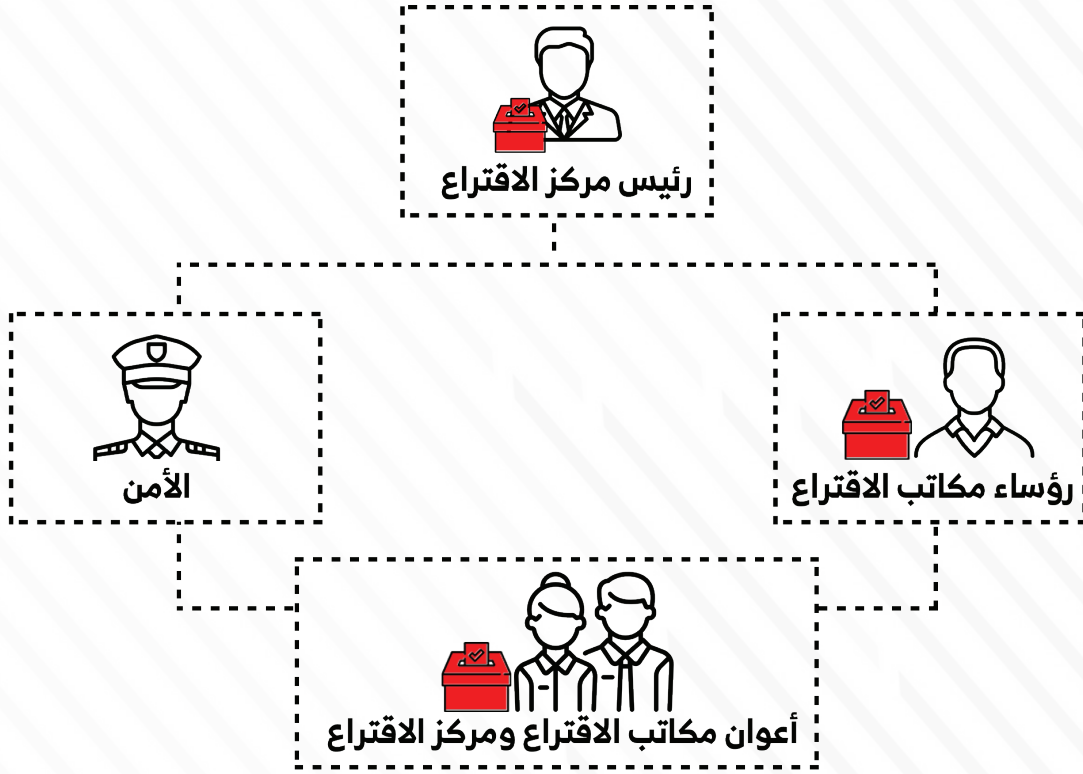 رئيس مركز الاقتراع
رؤساء مكاتب الاقتراع
الأمن
أعوان مكاتب الاقتراع ومركز الاقتراع